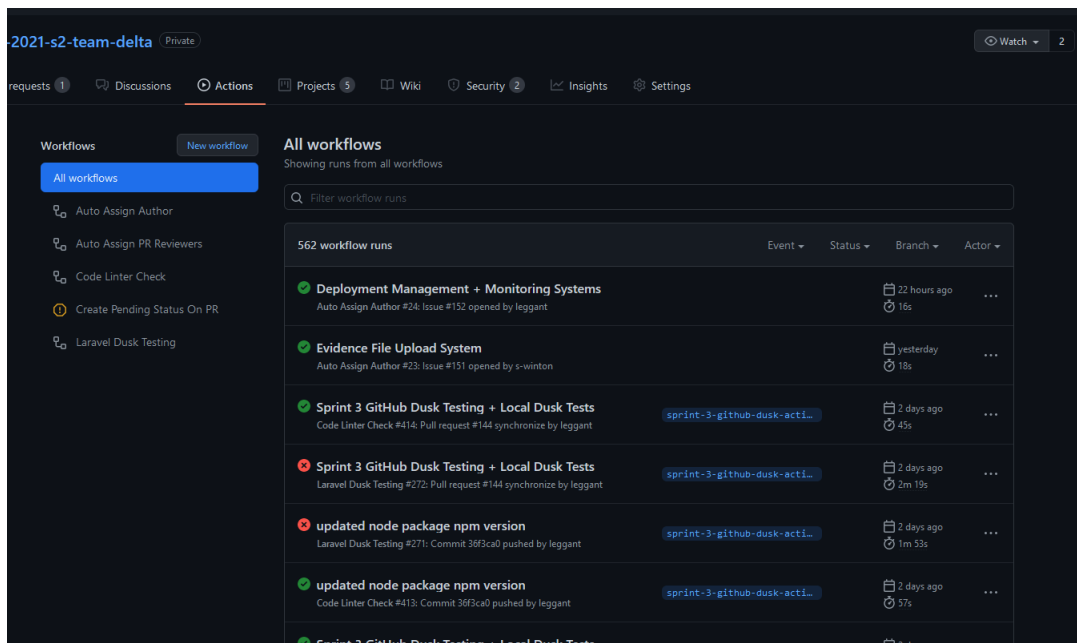 -2021-s2-team-delta Private
Watch 2
requests 1 Discussions Actions Projects 5 Wiki Security 2 Insights Settings
Workflows New workflow
All workflows
Auto Assign Author
Auto Assign PR Reviewers
Code Linter Check
Create Pending Status On PR
Laravel Dusk Testing
All workflows
Showing runs from all workflows
Filter workflow runs
562 workflow runs Event Status Branch Actor
Deployment Management + Monitoring Systems
Auto Assign Author #24: Issue #152 opened by leggant
22 hours ago
16s
Evidence File Upload System
Auto Assign Author #23: Issue #151 opened by s-winton
yesterday
18s
Sprint 3 GitHub Dusk Testing + Local Dusk Tests
Code Linter Check #414: Pull request #144 synchronize by leggant
sprint-3-github-dusk-acti…
2 days ago
45s
Sprint 3 GitHub Dusk Testing + Local Dusk Tests
Laravel Dusk Testing #272: Pull request #144 synchronize by leggant
sprint-3-github-dusk-acti…
2 days ago
2m 19s
updated node package npm version
Laravel Dusk Testing #271: Commit 36f3ca0 pushed by leggant
sprint-3-github-dusk-acti…
2 days ago
1m 53s
updated node package npm version
Code Linter Check #413: Commit 36f3ca0 pushed by leggant
sprint-3-github-dusk-acti…
2 days ago
57s
Sprint 3 GitHub Dusk Testing + Local Dusk Tests